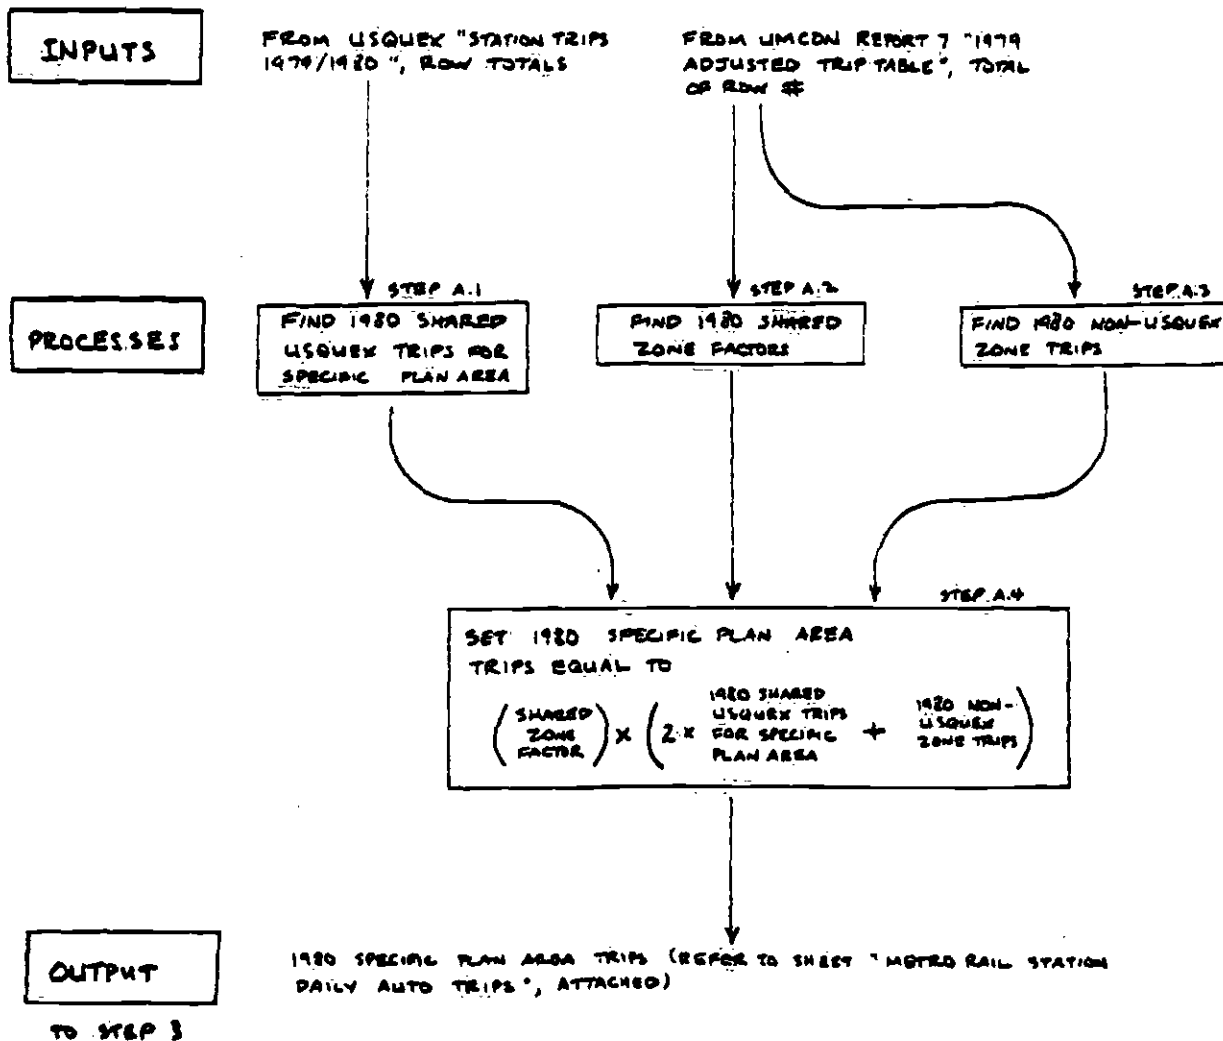 INPUTS
FROM USQUEX "STATION TRIPS
1979/1980", ROW TOTALS
FROM UMCON REPORT 7 "1979
ADJUSTED TRIP TABLE", TOTAL
OF ROW #
PROCESSES
STEP A.1
FIND 1980 SHARED
USQUEX TRIPS FOR
SPECIFIC PLAN AREA
STEP A.2
FIND 1980 SHARED
ZONE FACTORS
STEP A.3
FIND 1980 NON-USQUEX
ZONE TRIPS
STEP A.4
SET 1980 SPECIFIC PLAN AREA
TRIPS EQUAL TO
(SHARED
ZONE
FACTOR) × (2 ×
1980 SHARED
USQUEX TRIPS
FOR SPECIFIC
PLAN AREA
+
1980 NON-
USQUEX
ZONE TRIPS)
OUTPUT
TO STEP 3
1980 SPECIFIC PLAN AREA TRIPS (REFER TO SHEET "METRO RAIL STATION
DAILY AUTO TRIPS", ATTACHED)